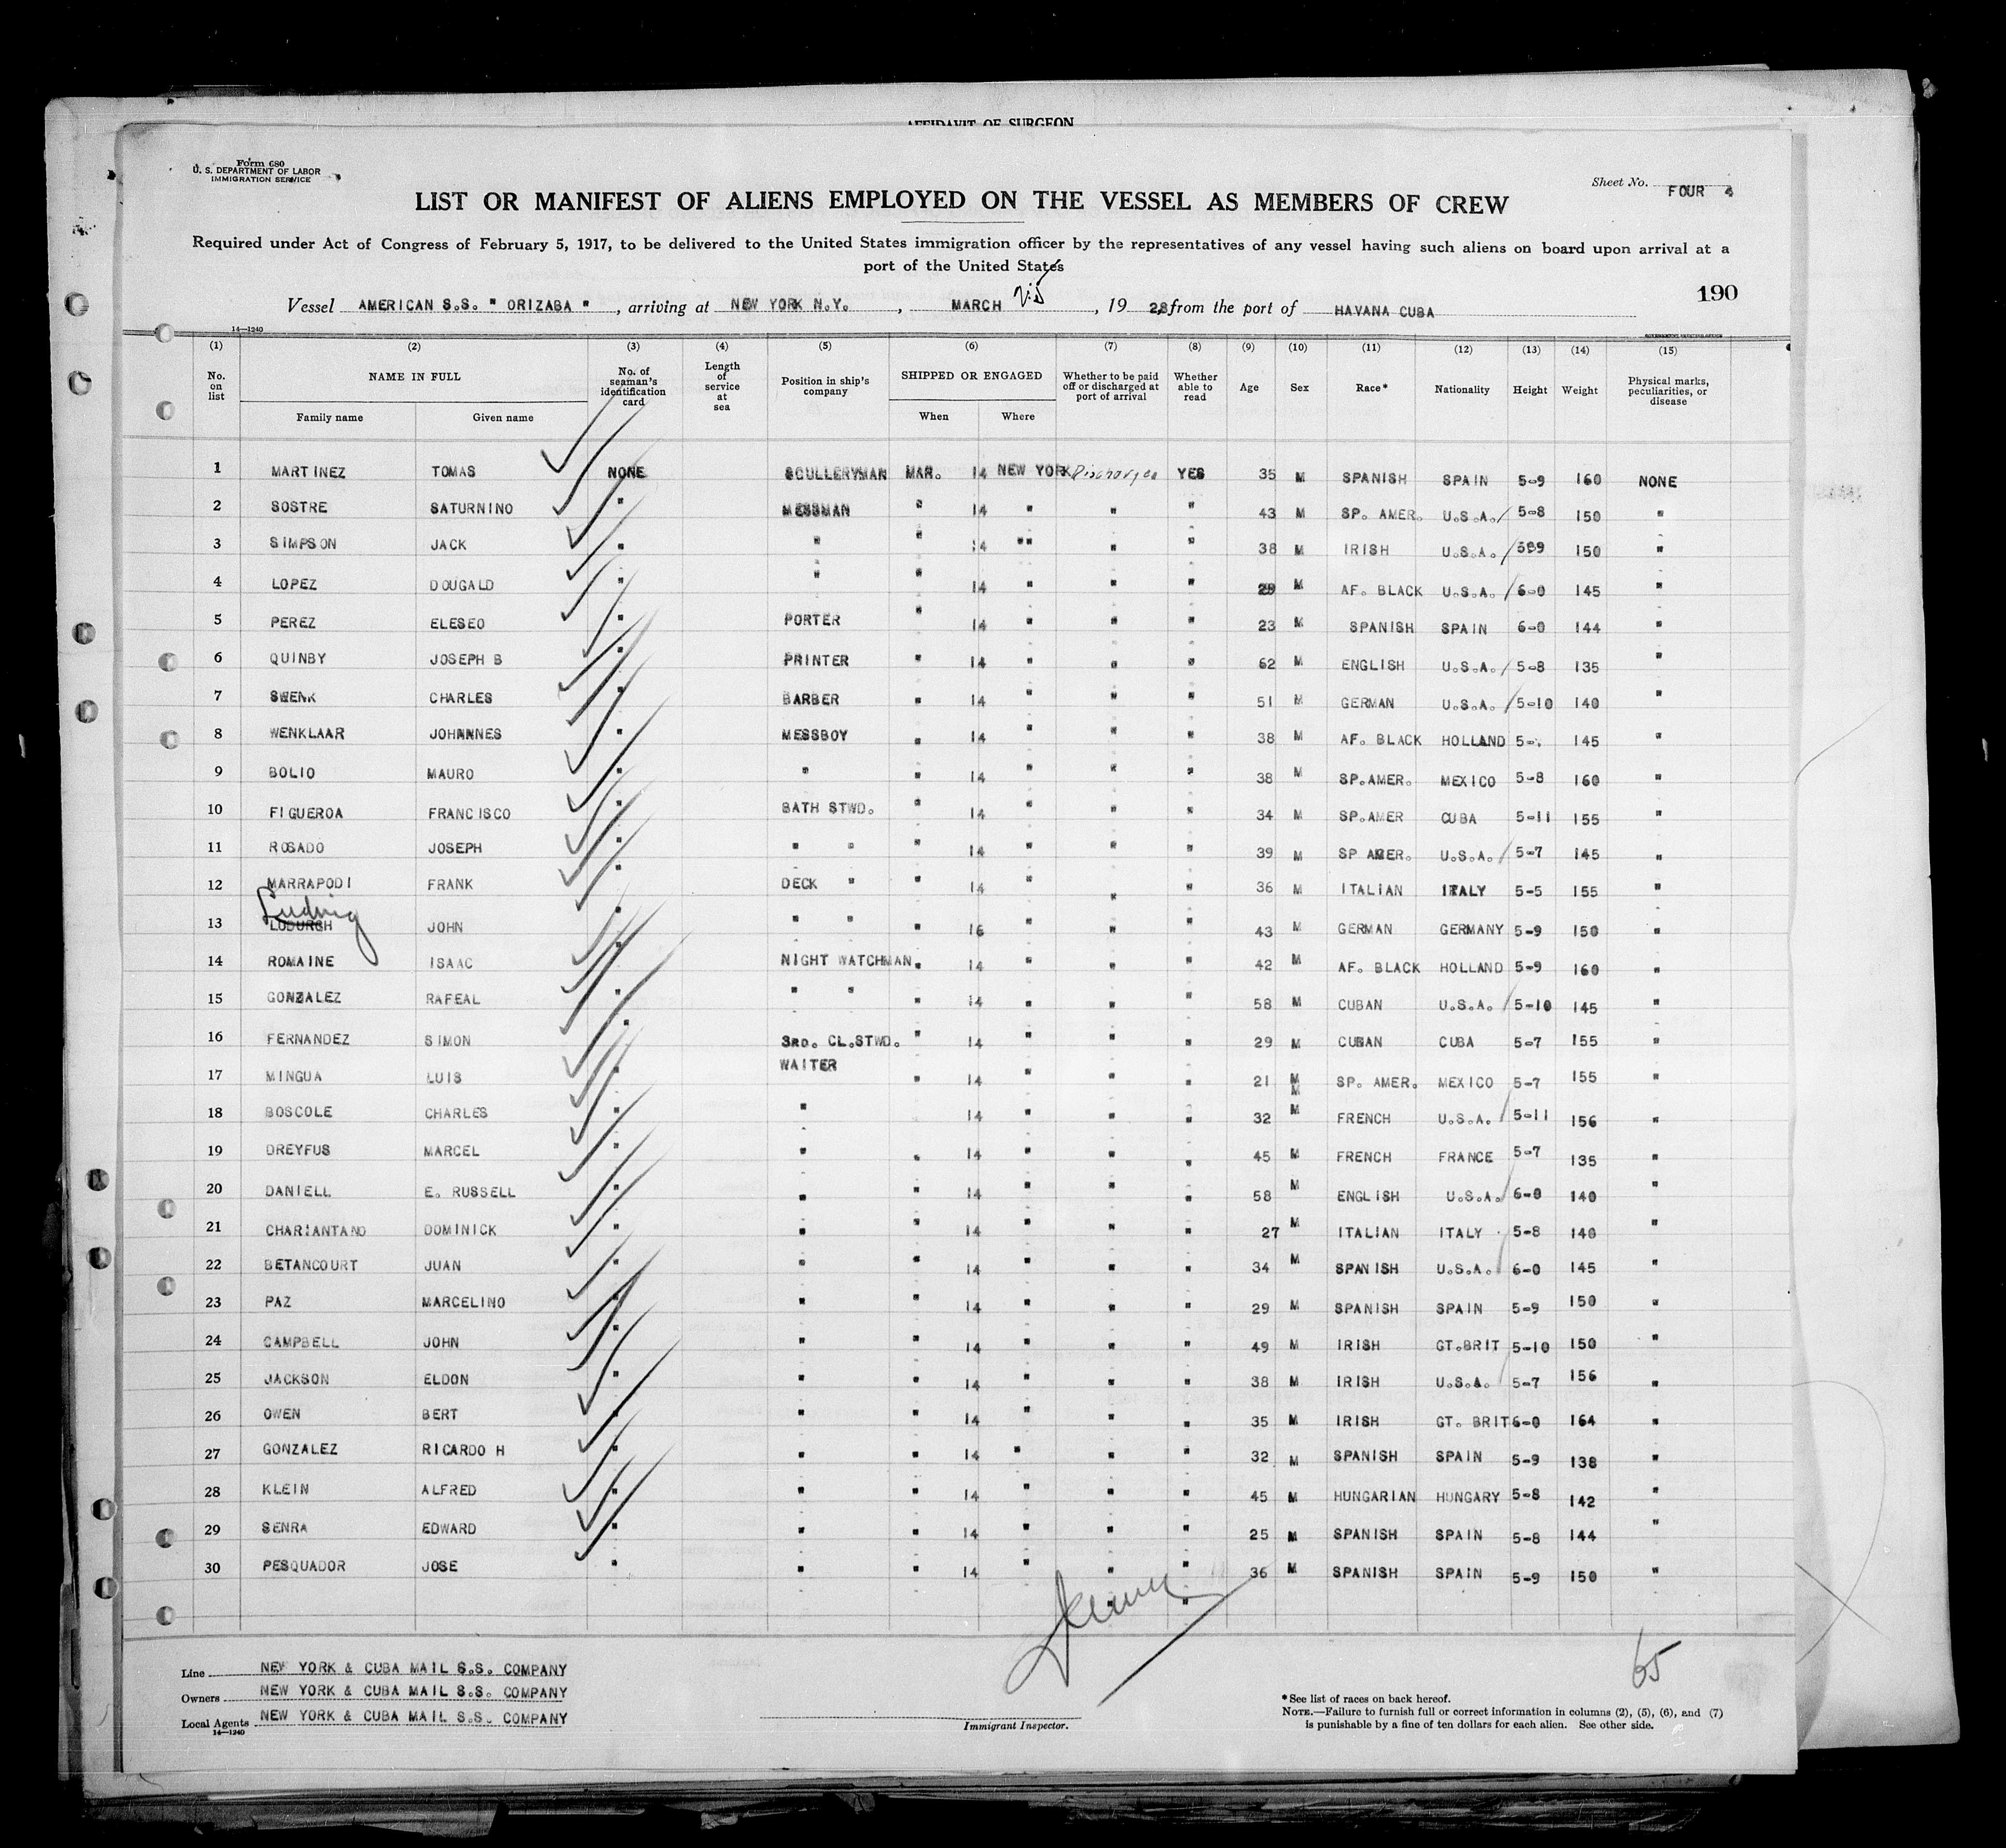 AFFIDAVIT OF SURGEON
Form 680
U. S. DEPARTMENT OF LABOR
IMMIGRATION SERVICE
Sheet No. FOUR 4
LIST OR MANIFEST OF ALIENS EMPLOYED ON THE VESSEL AS MEMBERS OF CREW
Required under Act of Congress of February 5, 1917, to be delivered to the United States immigration officer by the representatives of any vessel having such aliens on board upon arrival at a
port of the United States
190
Vessel AMERICAN S.S. " ORIZABA ", arriving at NEW YORK N.Y., MARCH, 19 28 from the port of HAVANA CUBA
14—1240
(1) (2) (3) (4) (5) (6) (7) (8) (9) (10) (11) (12) (13) (14) (15)
No. on list NAME IN FULL No. of seaman's identification card Length of service at sea Position in ship's company SHIPPED OR ENGAGED Whether to be paid off or discharged at port of arrival Whether able to read Age Sex Race* Nationality Height Weight Physical marks, peculiarities, or disease
Family name Given name When Where
1 MARTINEZ TOMAS NONE SCULLERYMAN MAR. 14 NEW YORK Discharged YES 35 M SPANISH SPAIN 5-9 160 NONE
2 SOSTRE SATURNINO " MESSMAN " 14 " " " 43 M SP. AMER. U.S.A. 5-8 150 "
3 SIMPSON JACK " " " 14 "" " " 38 M IRISH U.S.A. 5-9 150 "
4 LOPEZ DOUGALD " " " 14 " " " 29 M AF. BLACK U.S.A. 6-0 145 "
5 PEREZ ELESEO " PORTER " 14 " " " 23 M SPANISH SPAIN 6-0 144 "
6 QUINBY JOSEPH B " PRINTER " 14 " " " 62 M ENGLISH U.S.A. 5-8 135 "
7 SWENK CHARLES " BARBER " 14 " " " 51 M GERMAN U.S.A. 5-10 140 "
8 WENKLAAR JOHNNNES " MESSBOY " 14 " " " 38 M AF. BLACK HOLLAND 5-. 145 "
9 BOLIO MAURO " " " 14 " " " 38 M SP.AMER. MEXICO 5-8 160 "
10 FIGUEROA FRANCISCO " BATH STWD. " 14 " " " 34 M SP.AMER CUBA 5-11 155 "
11 ROSADO JOSEPH " " " " 14 " " " 39 M SP AMER. U.S.A. 5-7 145 "
12 MARRAPODI FRANK " DECK " " 14 " " " 36 M ITALIAN ITALY 5-5 155 "
Ludwig
13 LUDURGH JOHN " " " " 16 " " " 43 M GERMAN GERMANY 5-9 150 "
14 ROMAINE ISAAC " NIGHT WATCHMAN " 14 " " " 42 M AF. BLACK HOLLAND 5-9 160 "
15 GONZALEZ RAFEAL " " " " 14 " " " 58 M CUBAN U.S.A. 5-10 145 "
16 FERNANDEZ SIMON " 3RD. CL.STWD. " 14 " " " 29 M CUBAN CUBA 5-7 155 "
17 MINGUA LUIS " WAITER " 14 " " " 21 M M SP. AMER. MEXICO 5-7 155 "
18 BOSCOLE CHARLES " " 14 " " " 32 M FRENCH U.S.A. 5-11 156 "
19 DREYFUS MARCEL " " " 14 " " " 45 M FRENCH FRANCE 5-7 135 "
20 DANIELL E. RUSSELL " " " 14 " " " 58 M ENGLISH U.S.A. 6-0 140 "
21 CHARIANTANO DOMINICK " " " 14 " " " 27 M ITALIAN ITALY 5-8 140 "
22 BETANCOURT JUAN " " " 14 " " " 34 M SPANISH U.S.A. 6-0 145 "
23 PAZ MARCELINO " " " 14 " " " 29 M SPANISH SPAIN 5-9 150 "
24 CAMPBELL JOHN " " " 14 " " " 49 M IRISH GT.BRIT 5-10 150 "
25 JACKSON ELDON " " " 14 " " " 38 M IRISH U.S.A. 5-7 156 "
26 OWEN BERT " " " 14 " " " 35 M IRISH GT. BRIT 6-0 164 "
27 GONZALEZ RICARDO H " " " 14 " " " 32 M SPANISH SPAIN 5-9 138 "
28 KLEIN ALFRED " " " 14 " " " 45 M HUNGARIAN HUNGARY 5-8 142 "
29 SENRA EDWARD " " " 14 " " " 25 M SPANISH SPAIN 5-8 144 "
30 PESQUADOR JOSE " " " 14 " " " 36 M SPANISH SPAIN 5-9 150 "
" "
65
Line NEW YORK & CUBA MAIL S.S. COMPANY
Owners NEW YORK & CUBA MAIL S.S. COMPANY
Local Agents NEW YORK & CUBA MAIL S.S. COMPANY
14—1240
Immigrant Inspector.
*See list of races on back hereof.
NOTE.—Failure to furnish full or correct information in columns (2), (5), (6), and (7)
is punishable by a fine of ten dollars for each alien. See other side.